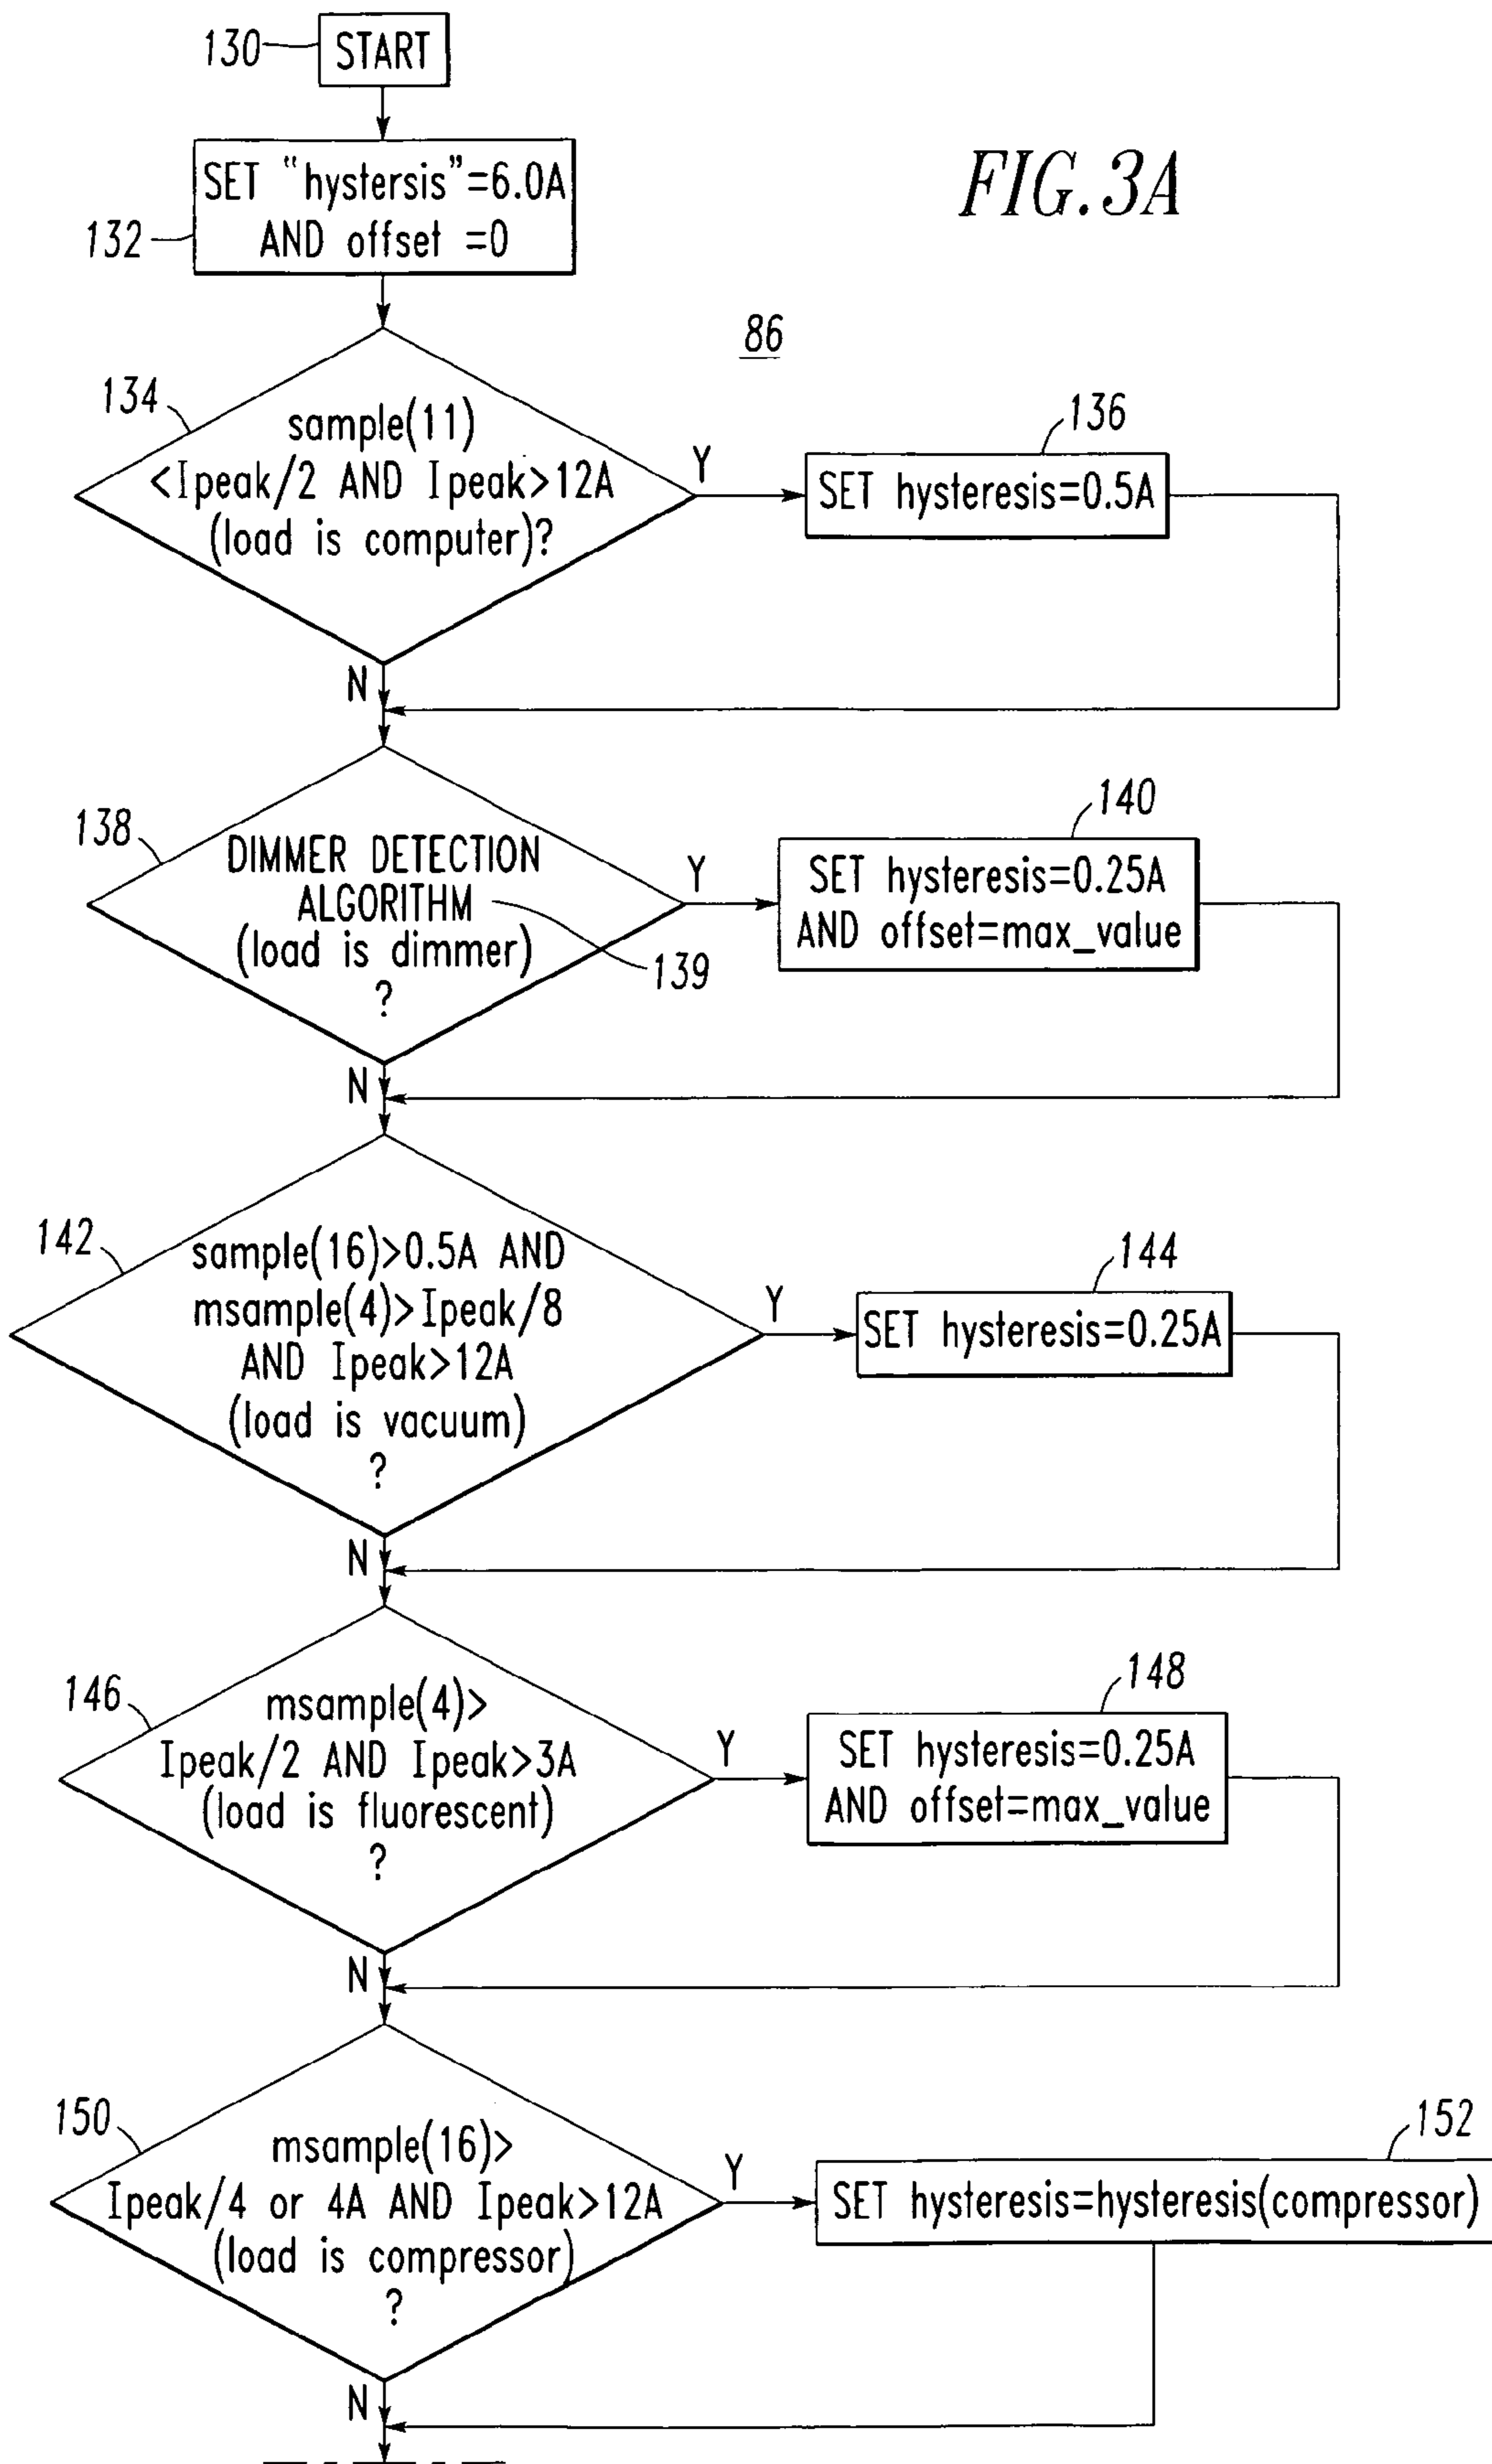 130
START
FIG. 3A
SET "hystersis"=6.0A
AND offset =0
132
86
134
sample(11)
<Ipeak/2 AND Ipeak>12A
(load is computer)?
Y
136
SET hysteresis=0.5A
N
138
DIMMER DETECTION
ALGORITHM
(load is dimmer)
?
139
Y
140
SET hysteresis=0.25A
AND offset=max_value
N
142
sample(16)>0.5A AND
msample(4)>Ipeak/8
AND Ipeak>12A
(load is vacuum)
?
Y
144
SET hysteresis=0.25A
N
146
msample(4)>
Ipeak/2 AND Ipeak>3A
(load is fluorescent)
?
Y
148
SET hysteresis=0.25A
AND offset=max_value
N
150
msample(16)>
Ipeak/4 or 4A AND Ipeak>12A
(load is compressor)
?
Y
152
SET hysteresis=hysteresis(compressor)
N